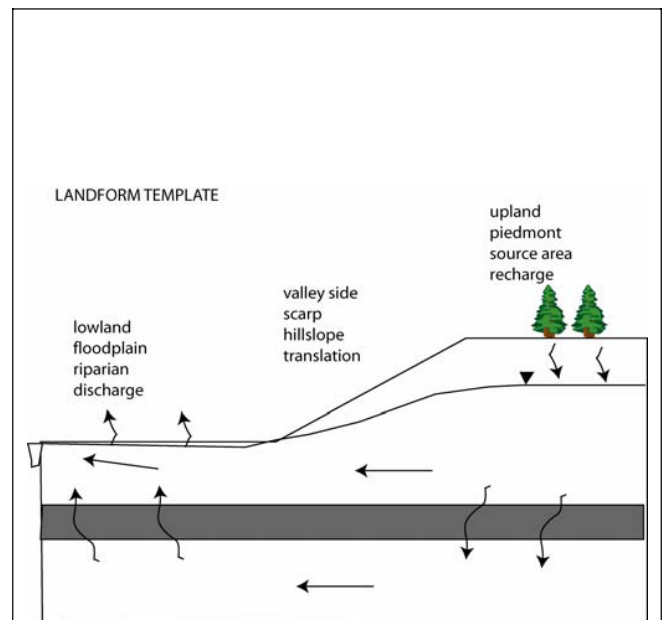 LANDFORM TEMPLATE
upland
piedmont
source area
recharge
valley side
scarp
hillslope
translation
lowland
floodplain
riparian
discharge